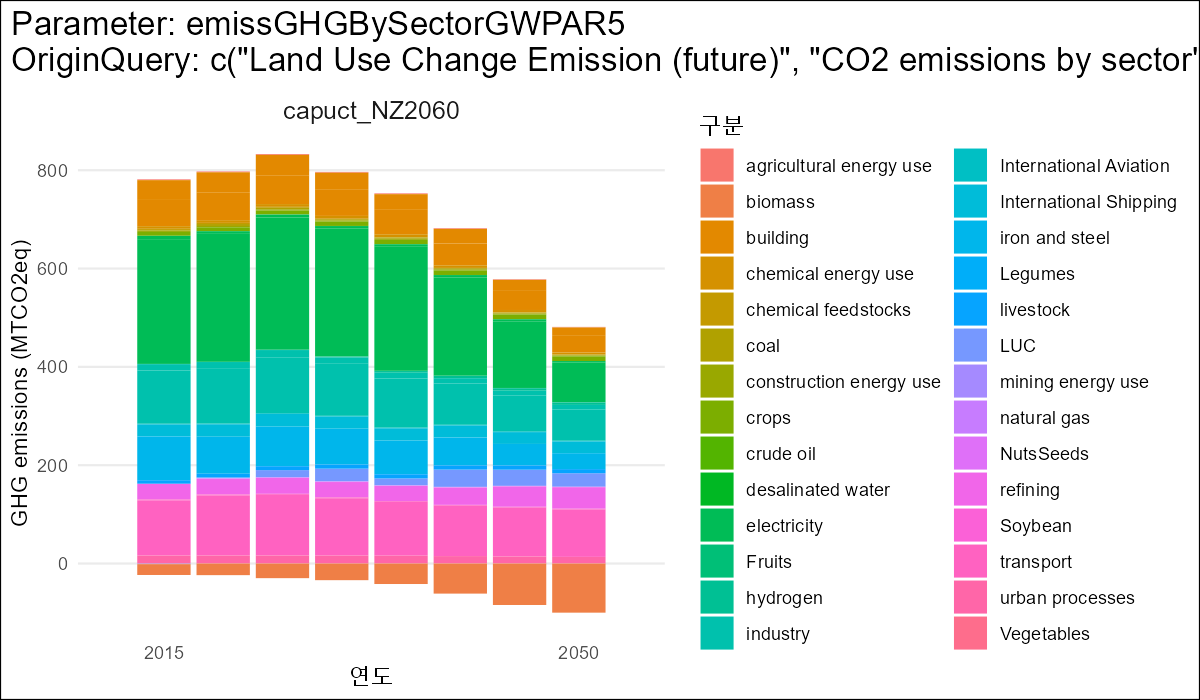 Parameter: emissGHGBySectorGWPAR5
OriginQuery: c("Land Use Change Emission (future)", "CO2 emissions by sector"
capuct_NZ2060
GHG emissions (MTCO2eq)
800
600
400
200
0
2015
2050
연도
구분
agricultural energy use
biomass
building
chemical energy use
chemical feedstocks
coal
construction energy use
crops
crude oil
desalinated water
electricity
Fruits
hydrogen
industry
International Aviation
International Shipping
iron and steel
Legumes
livestock
LUC
mining energy use
natural gas
NutsSeeds
refining
Soybean
transport
urban processes
Vegetables